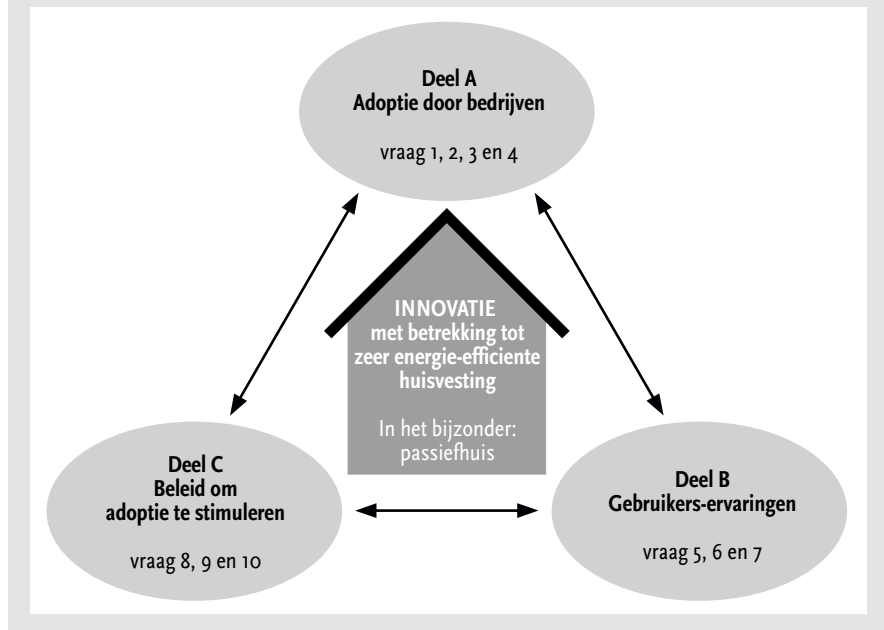 Deel A
Adoptie door bedrijven
vraag 1, 2, 3 en 4
INNOVATIE
met betrekking tot
zeer energie-efficiente
huisvesting
In het bijzonder:
passiefhuis
Deel C
Beleid om
adoptie te stimuleren
vraag 8, 9 en 10
Deel B
Gebruikers-ervaringen
vraag 5, 6 en 7